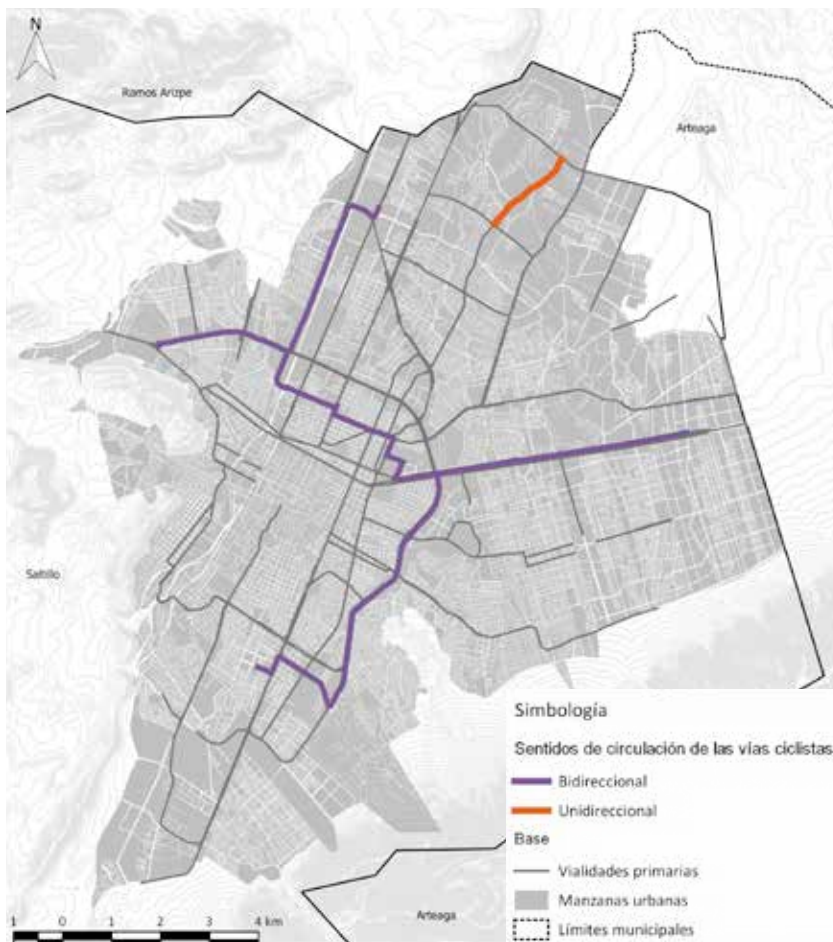 N
Ramos Arizpe
Arteaga
Saltillo
Arteaga
Simbología
Sentidos de circulación de las vías ciclistas
Bidireccional
Unidireccional
Base
Vialidades primarias
Manzanas urbanas
Límites municipales
1 0 1 2 3 4 km